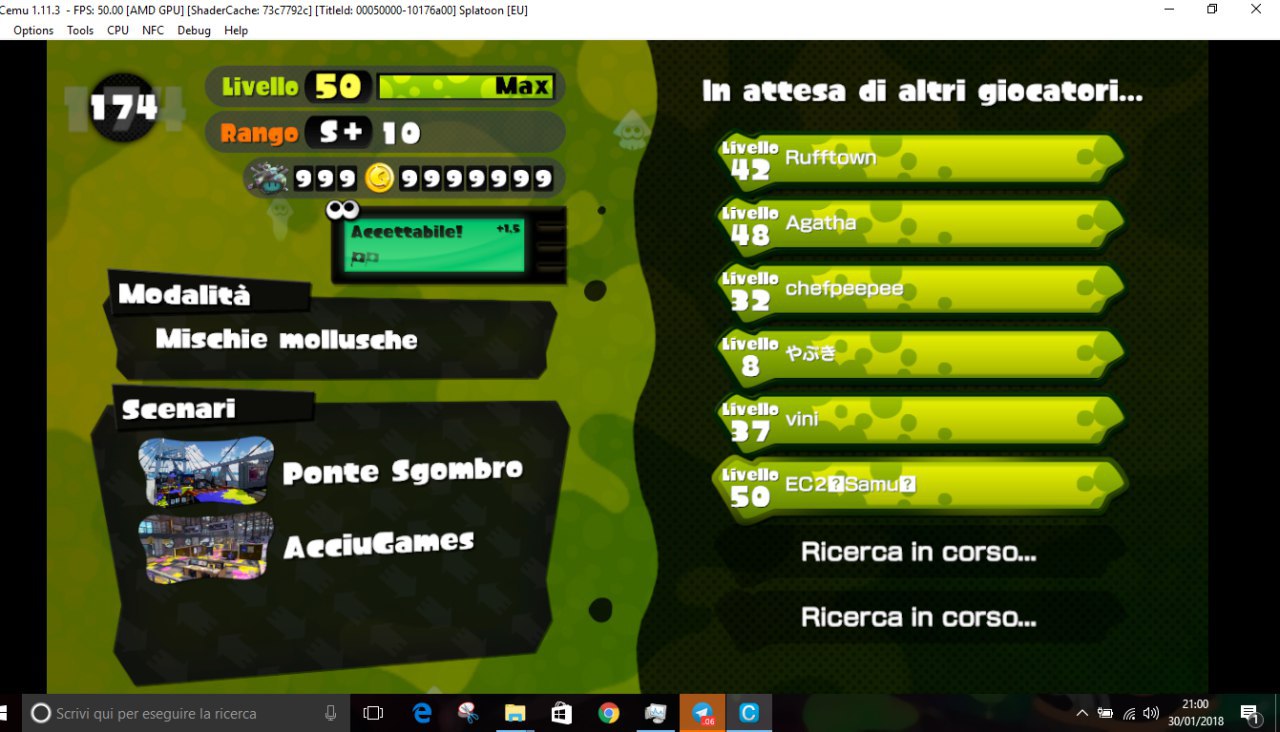 Cemu 1.11.3 - FPS: 50.00 [AMD GPU] [ShaderCache: 73c7792c] [TitleId: 00050000-10176a00] Splatoon [EU]
Options Tools CPU NFC Debug Help
174
Livello 50 Max
Rango S+ 10
999 9999999
Accettabile! +1,5
Modalità
Mischie mollusche
Scenari
Ponte Sgombro
AcciuGames
In attesa di altri giocatori...
Livello 42 Rufftown
Livello 48 Agatha
Livello 32 chefpeepee
Livello 8 やぶき
Livello 37 vini
Livello 50 EC2?Samu?
Ricerca in corso...
Ricerca in corso...
Scrivi qui per eseguire la ricerca
.06
21:00
30/01/2018
1